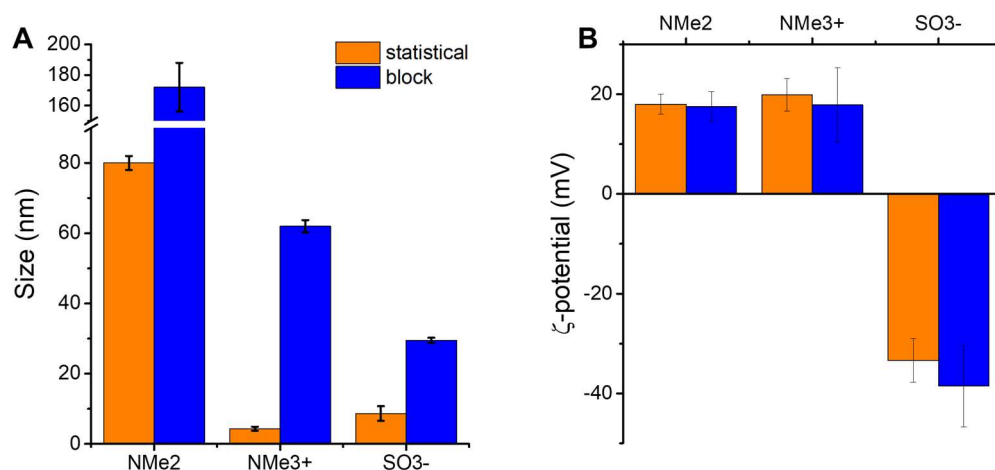 A
200
180
160
80
60
40
20
0
Size (nm)
statistical
block
NMe2
NMe3+
SO3-
B
NMe2
NMe3+
SO3-
20
0
-20
-40
ζ-potential (mV)